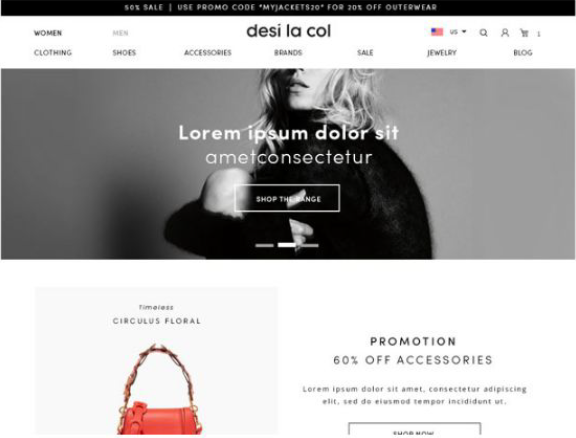 50% SALE | USE PROMO CODE "MYJACKETS20" FOR 20% OFF OUTERWEAR
WOMEN MEN desi la col US 1
CLOTHING SHOES ACCESSORIES BRANDS SALE JEWELRY BLOG
Lorem ipsum dolor sit
ametconsectetur
SHOP THE RANGE
Timeless
CIRCULUS FLORAL
PROMOTION
60% OFF ACCESSORIES
Lorem ipsum dolor sit amet, consectetur adipiscing
elit, sed do eiusmod tempor incididunt ut.
SHOP NOW